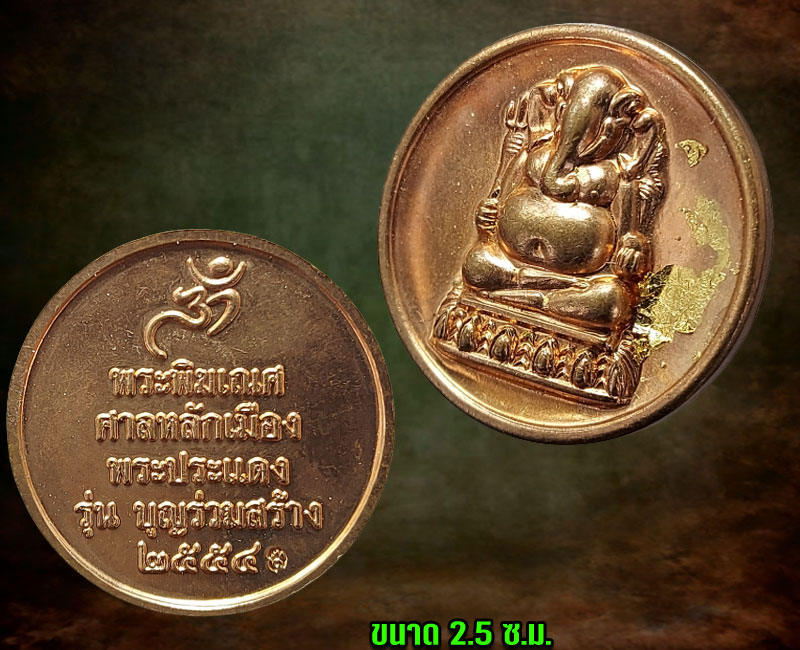 พระพิฆเณศ
ศาลหลักเมือง
พระประแดง
รุ่น บุญร่วมสร้าง
๒๕๕๔
ขนาด 2.5 ซ.ม.